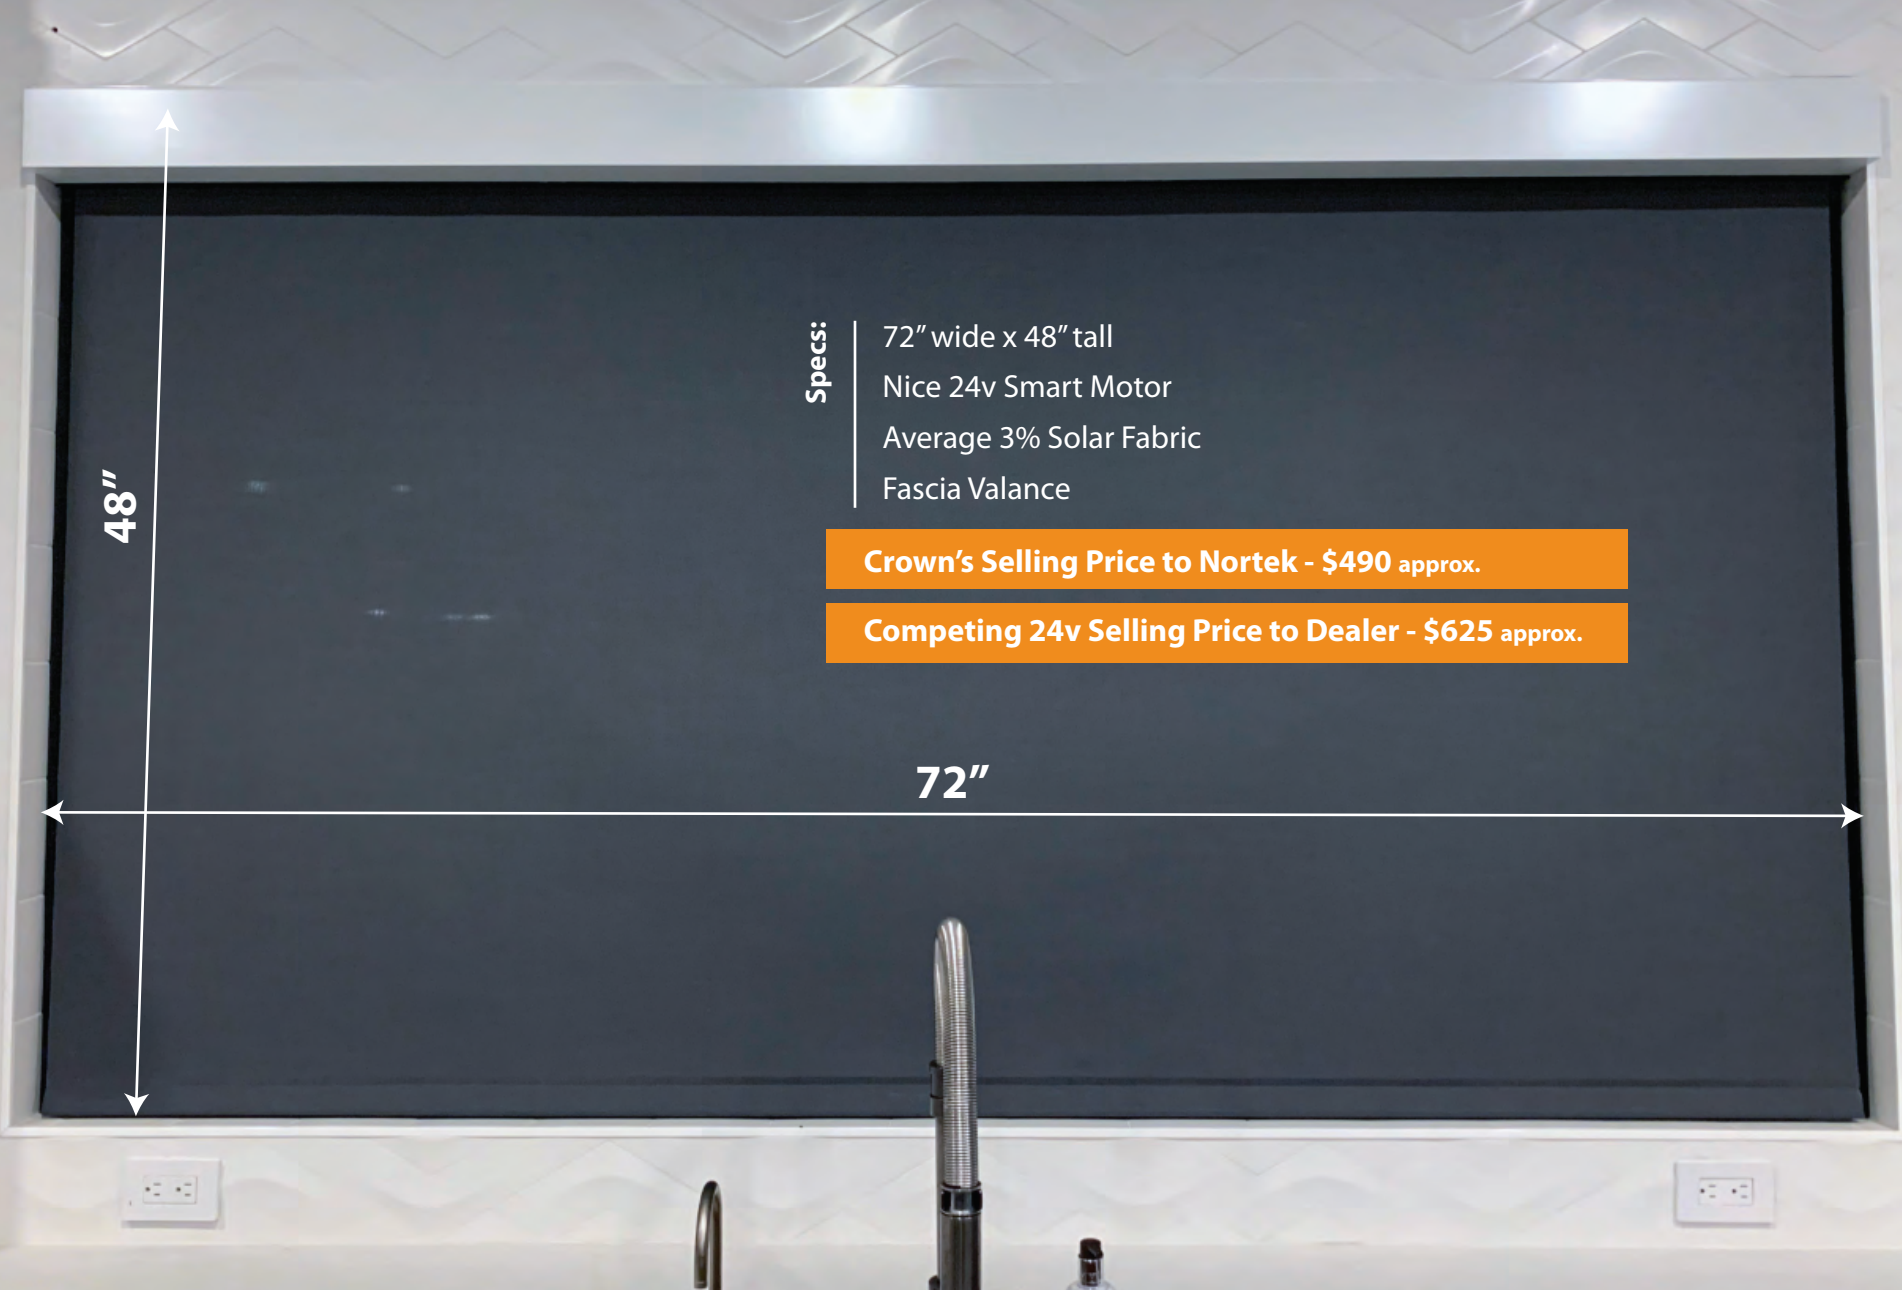 Specs:
72” wide x 48” tall
Nice 24v Smart Motor
Average 3% Solar Fabric
Fascia Valance
48”
Crown’s Selling Price to Nortek - $490 approx.
Competing 24v Selling Price to Dealer - $625 approx.
72”